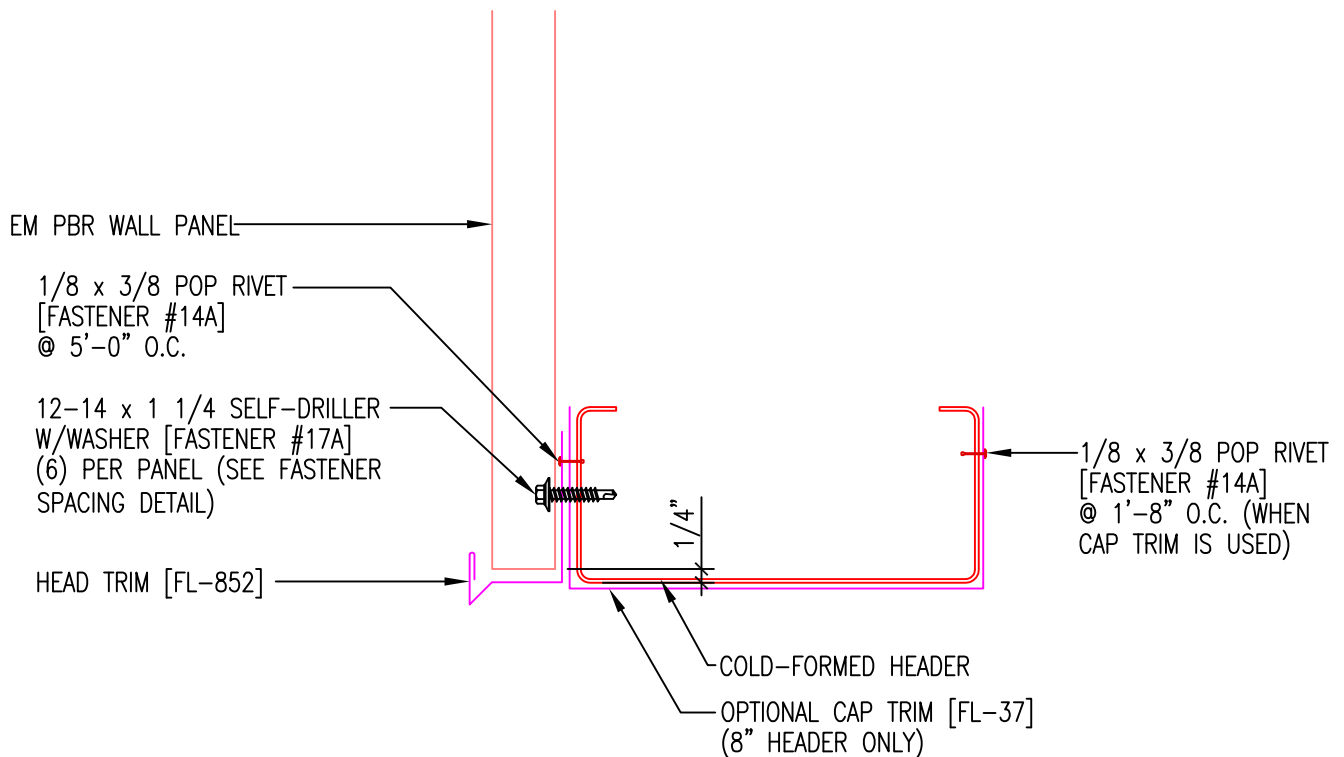 EM PBR WALL PANEL
1/8 x 3/8 POP RIVET
[FASTENER #14A]
@ 5'-0" O.C.
12-14 x 1 1/4 SELF-DRILLER
W/WASHER [FASTENER #17A]
(6) PER PANEL (SEE FASTENER
SPACING DETAIL)
HEAD TRIM [FL-852]
1/4"
1/8 x 3/8 POP RIVET
[FASTENER #14A]
@ 1'-8" O.C. (WHEN
CAP TRIM IS USED)
COLD-FORMED HEADER
OPTIONAL CAP TRIM [FL-37]
(8" HEADER ONLY)